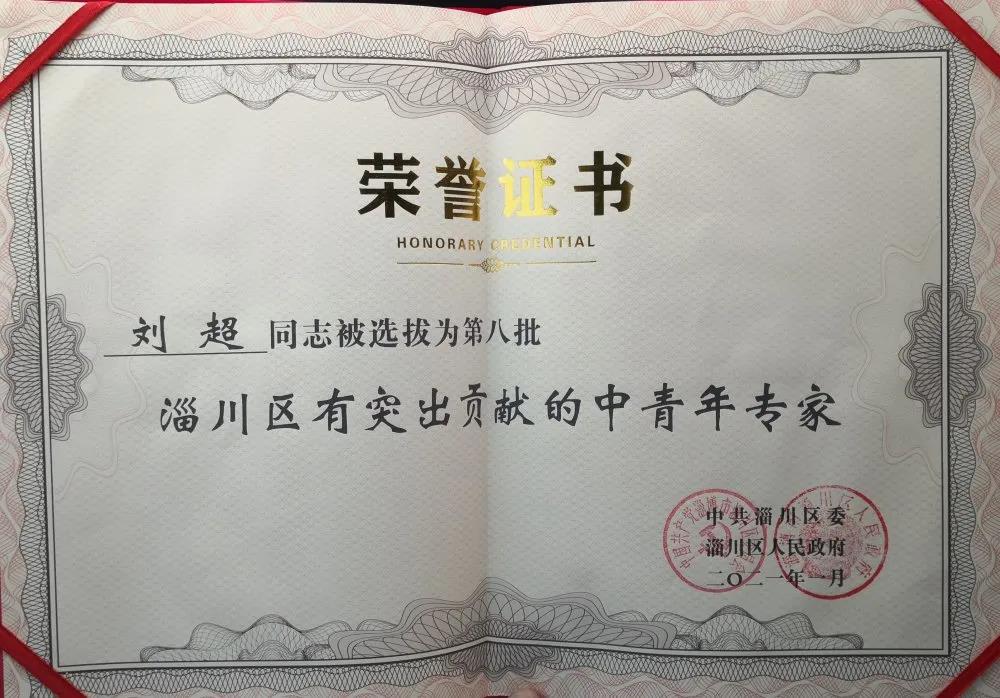 荣誉证书
HONORARY CREDENTIAL
刘超同志被选拔为第八批
淄川区有突出贡献的中青年专家
中共淄川区委
淄川区人民政府
二〇二一年一月